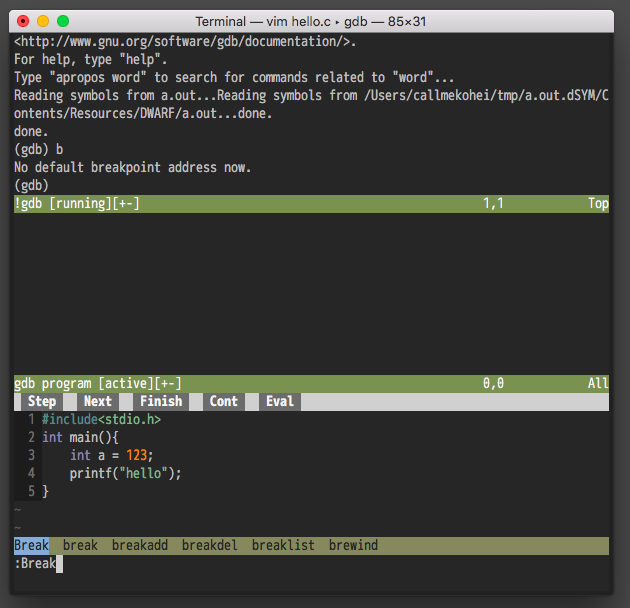 Terminal — vim hello.c ▸ gdb — 85×31
<http://www.gnu.org/software/gdb/documentation/>.
For help, type "help".
Type "apropos word" to search for commands related to "word"...
Reading symbols from a.out...Reading symbols from /Users/callmekohei/tmp/a.out.dSYM/C
ontents/Resources/DWARF/a.out...done.
done.
(gdb) b
No default breakpoint address now.
(gdb)
!gdb [running][+-] 1,1 Top
gdb program [active][+-] 0,0 All
Step Next Finish Cont Eval
1 #include<stdio.h>
2 int main(){
3     int a = 123;
4     printf("hello");
5 }
~
~
Break break breakadd breakdel breaklist brewind
:Break